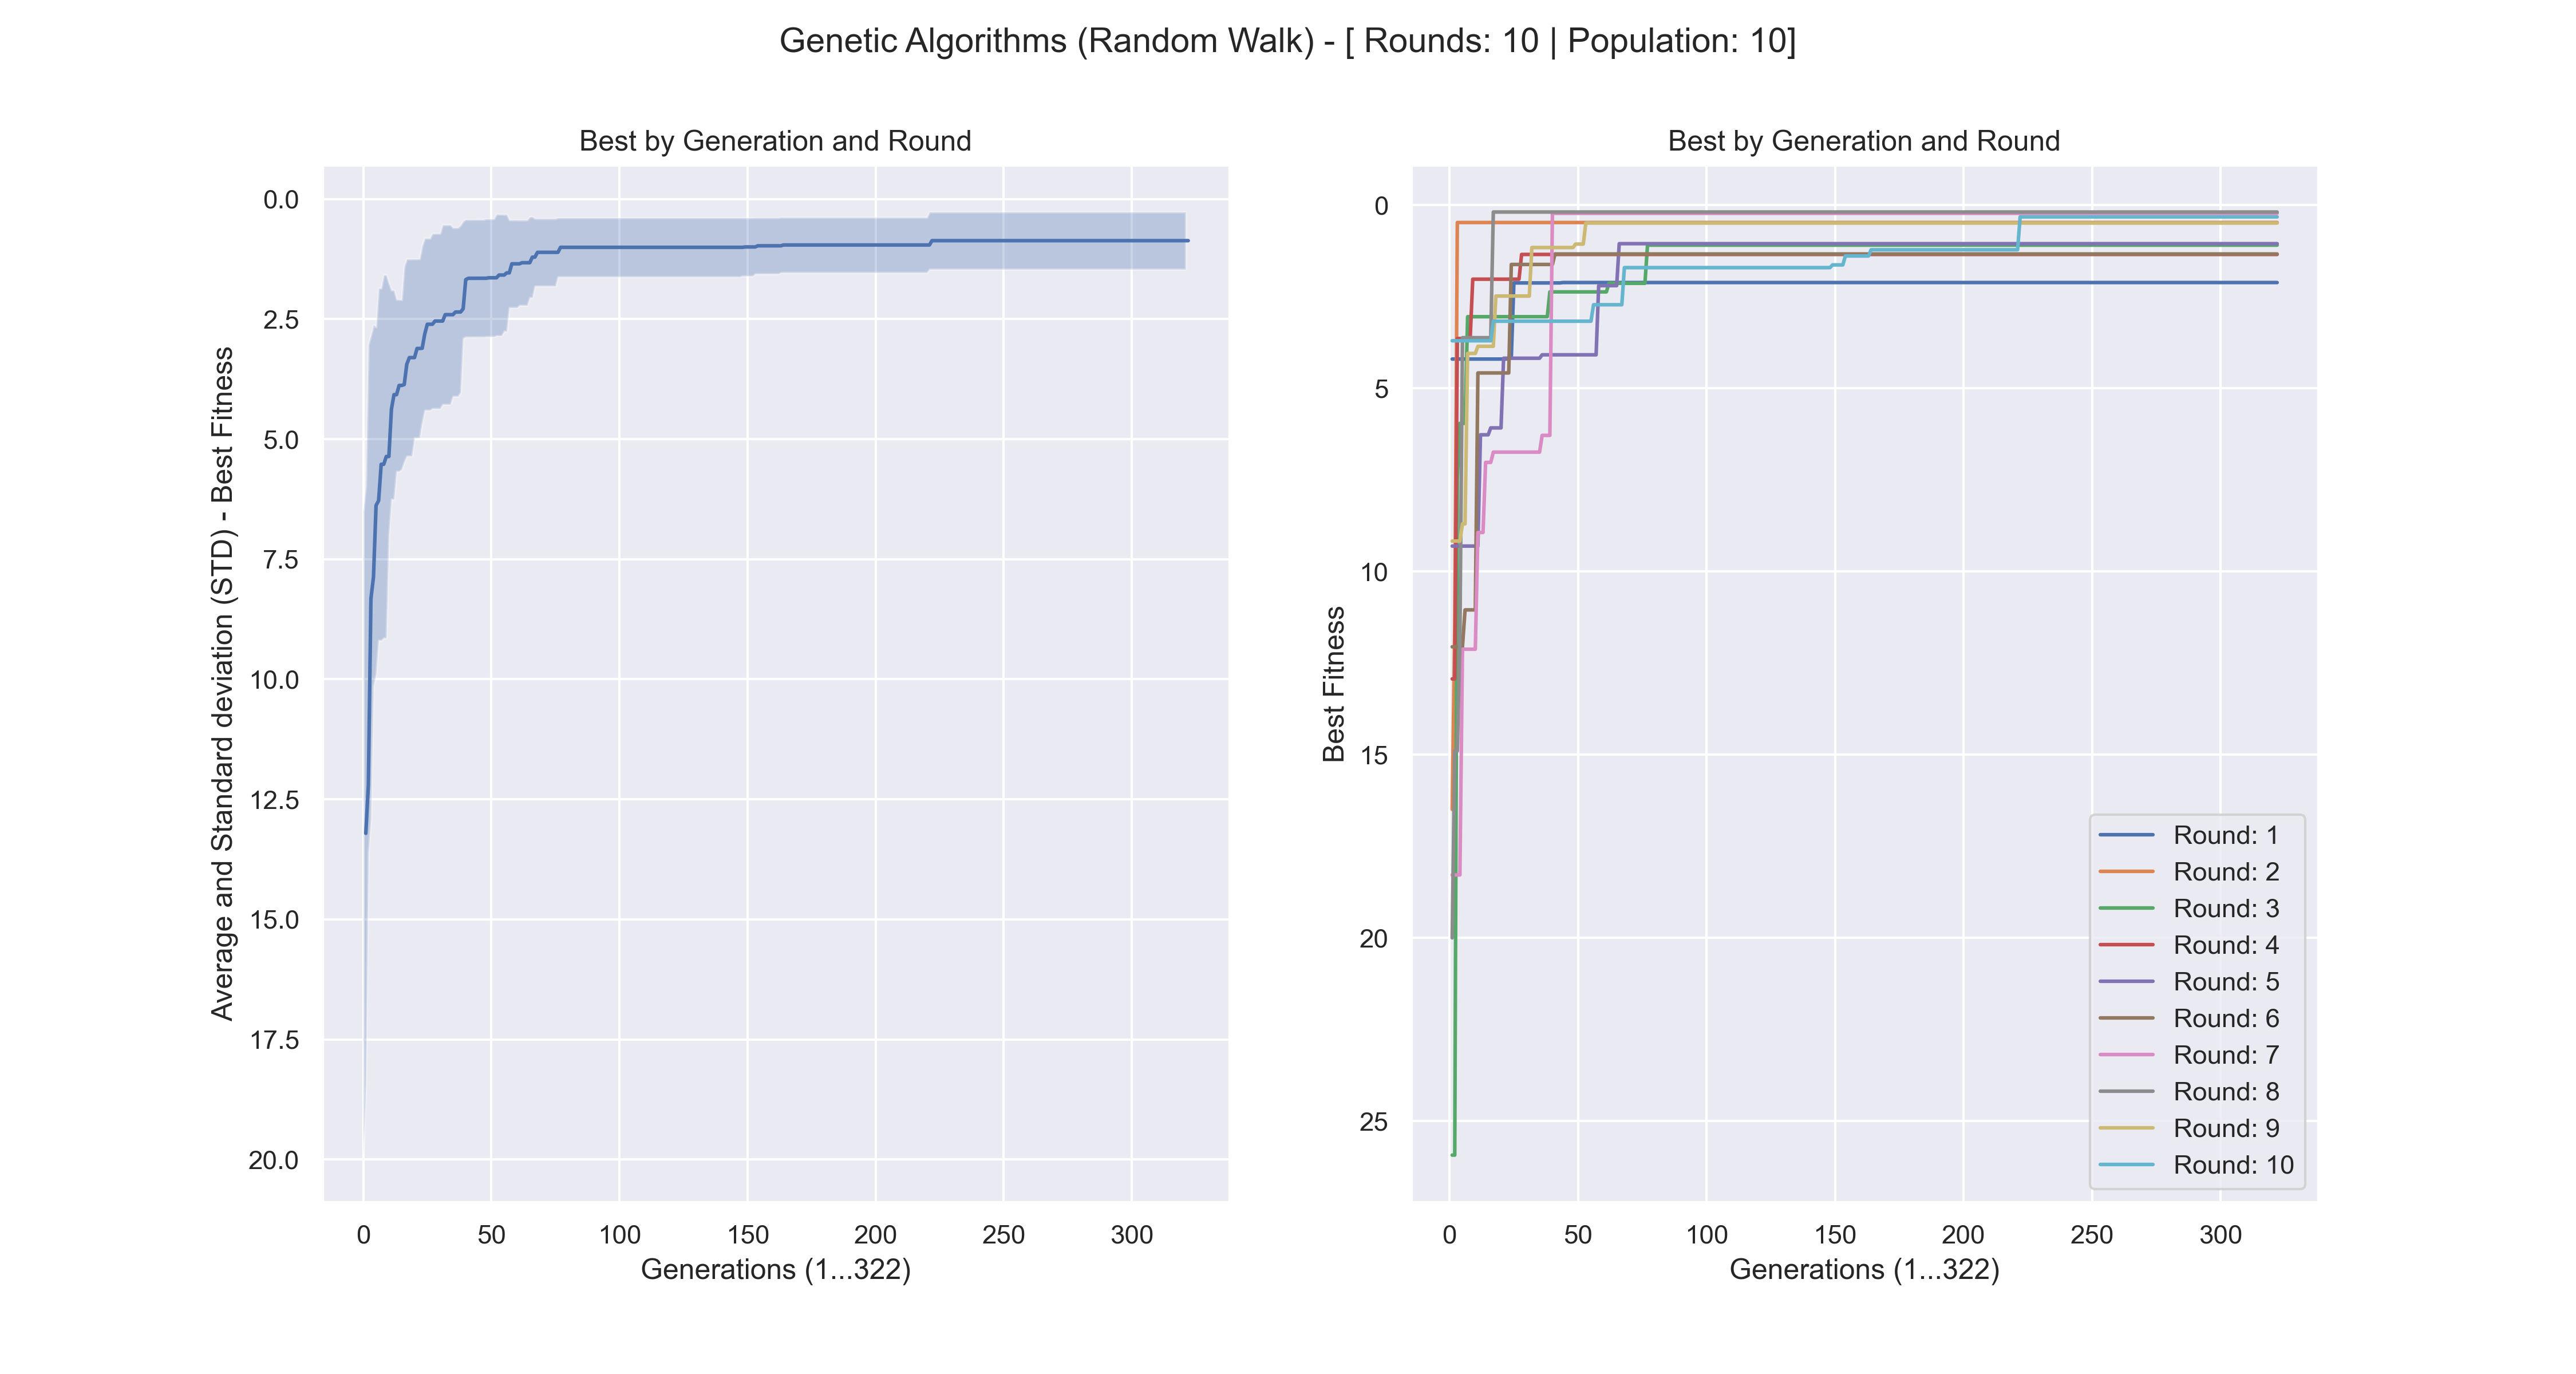 Genetic Algorithms (Random Walk) - [ Rounds: 10 | Population: 10]
Best by Generation and Round
Average and Standard deviation (STD) - Best Fitness
0.0
2.5
5.0
7.5
10.0
12.5
15.0
17.5
20.0
0 50 100 150 200 250 300
Generations (1...322)
Best by Generation and Round
Best Fitness
0
5
10
15
20
25
Round: 1
Round: 2
Round: 3
Round: 4
Round: 5
Round: 6
Round: 7
Round: 8
Round: 9
Round: 10
0 50 100 150 200 250 300
Generations (1...322)